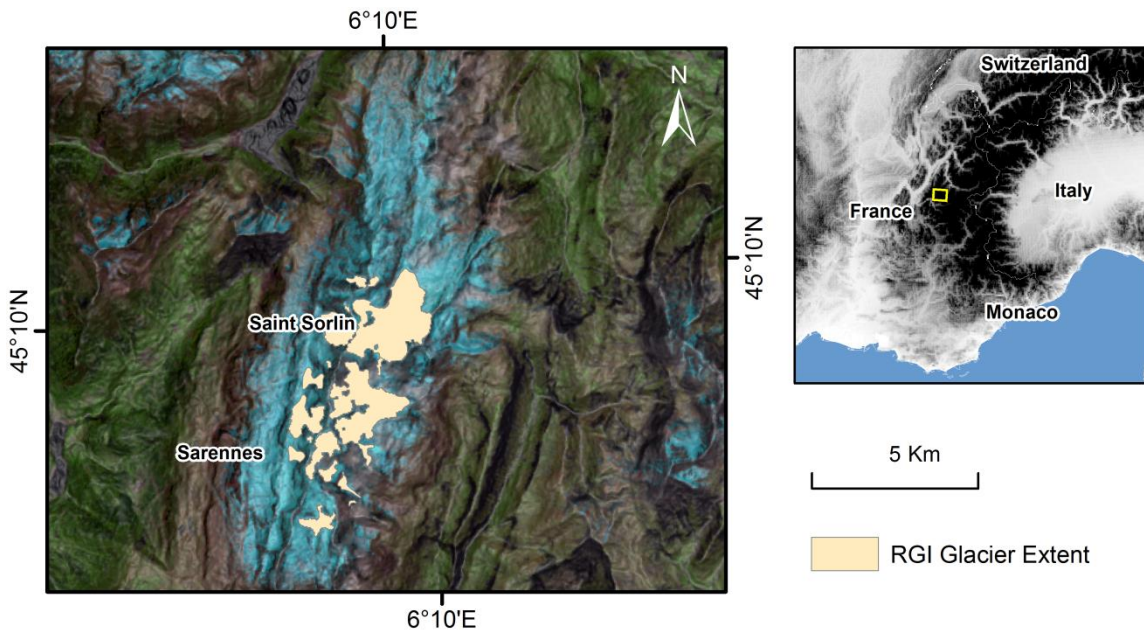 6°10'E
N
Switzerland
Italy
France
Monaco
45°10'N
45°10'N
Saint Sorlin
Sarennes
5 Km
RGI Glacier Extent
6°10'E